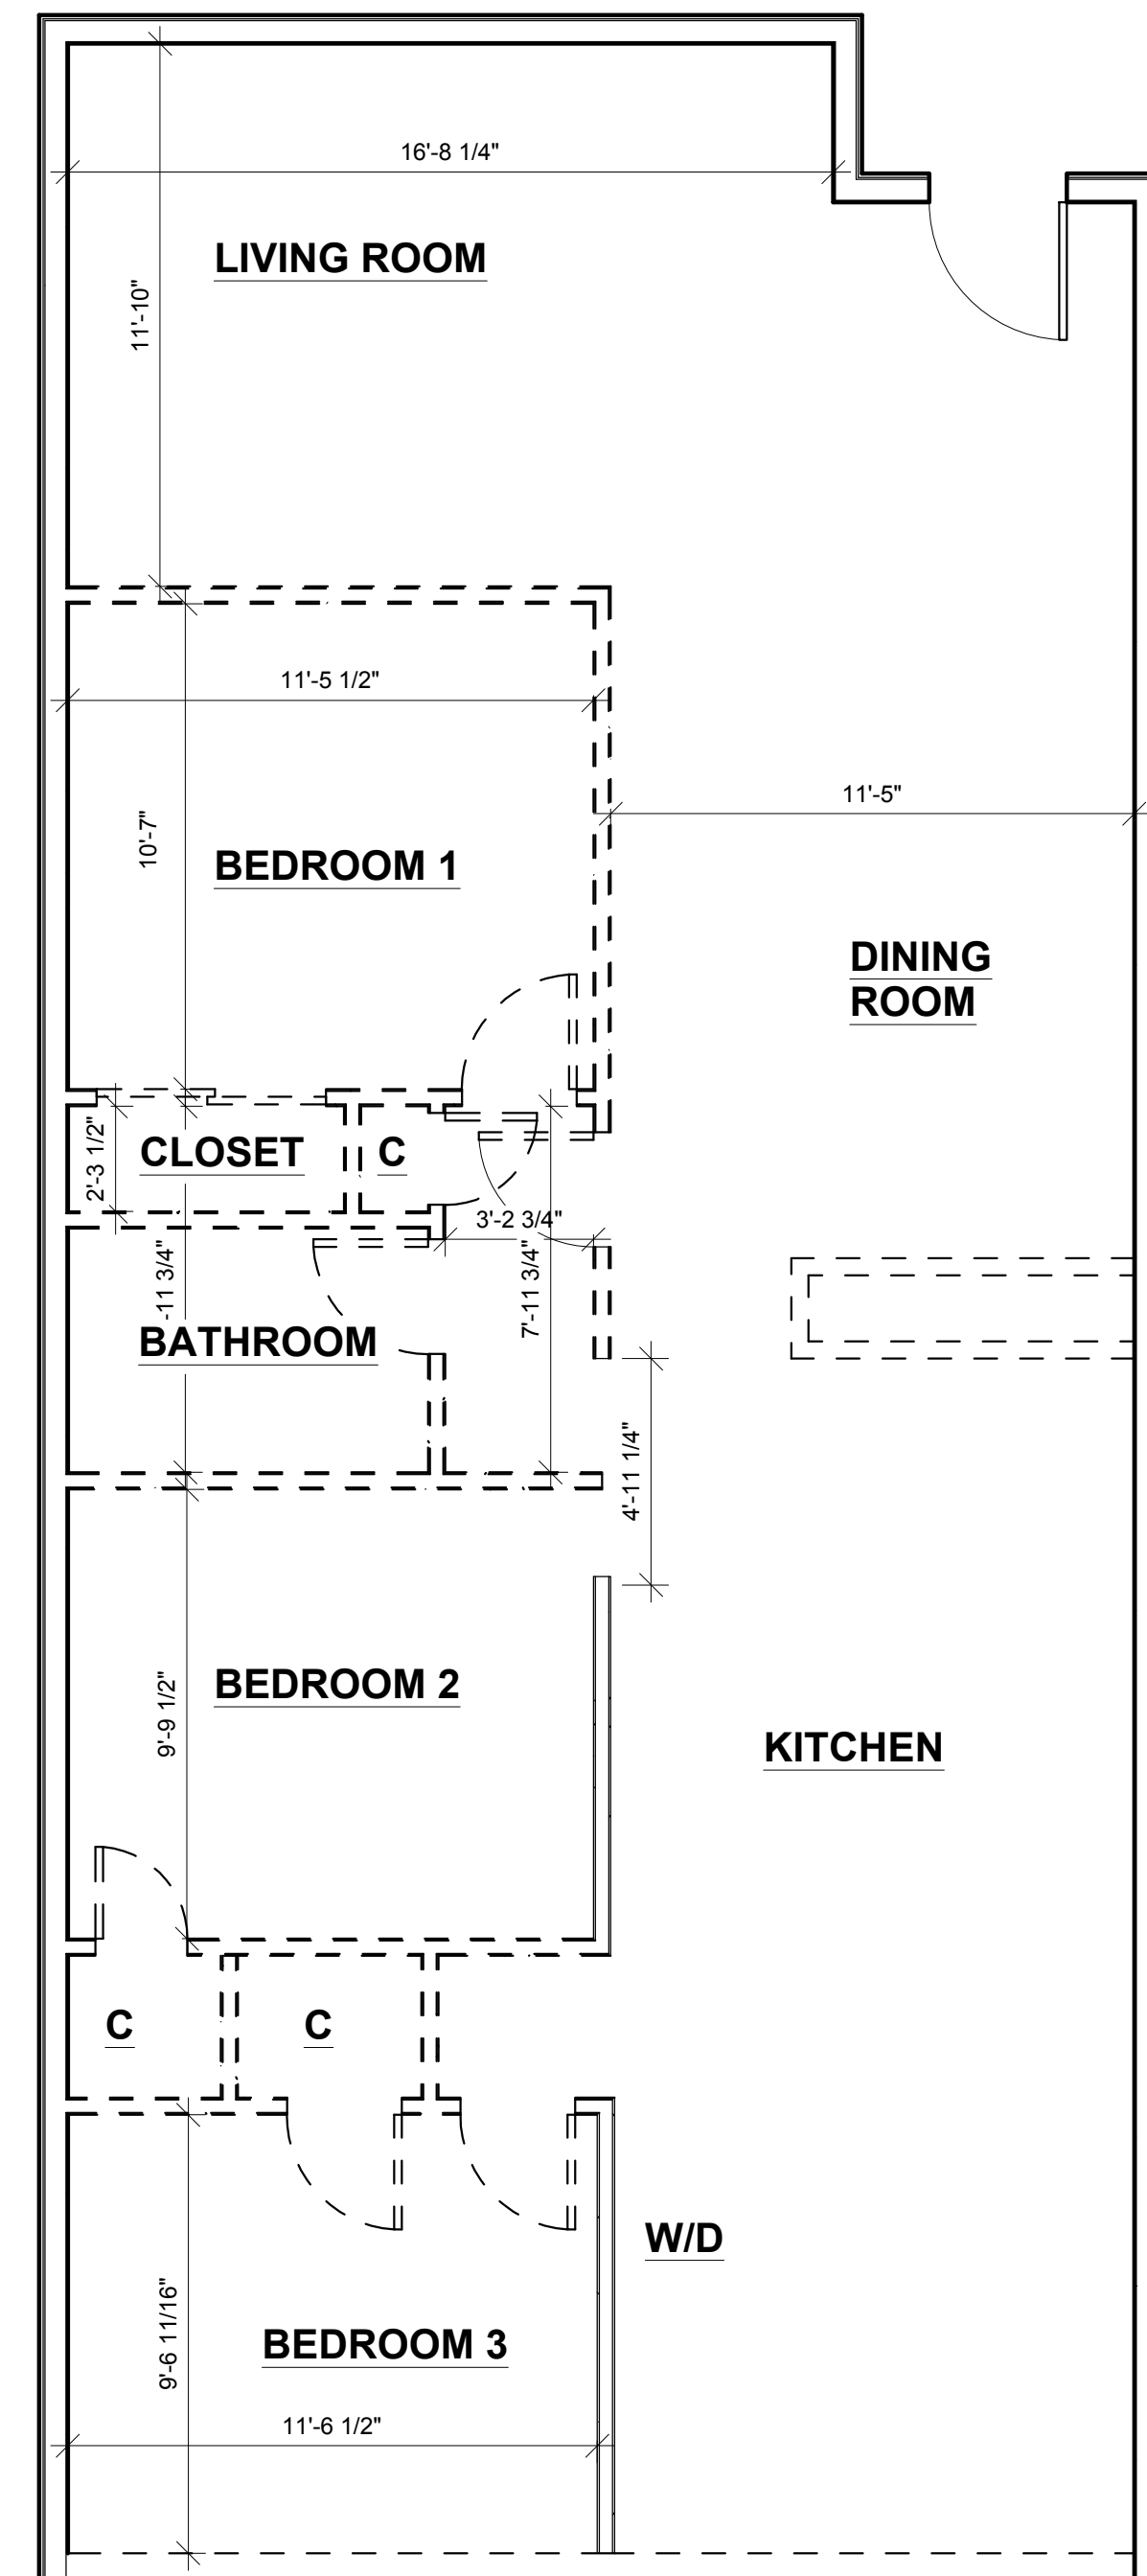 16'-8 1/4"
LIVING ROOM
11'-10"
11'-5 1/2"
11'-5"
10'-7"
BEDROOM 1
DINING
ROOM
2'-3 1/2"
CLOSET
C
3'-2 3/4"
-11 3/4"
7'-11 3/4"
BATHROOM
4'-11 1/4"
BEDROOM 2
9'-9 1/2"
KITCHEN
C
C
W/D
9'-6 11/16"
BEDROOM 3
11'-6 1/2"